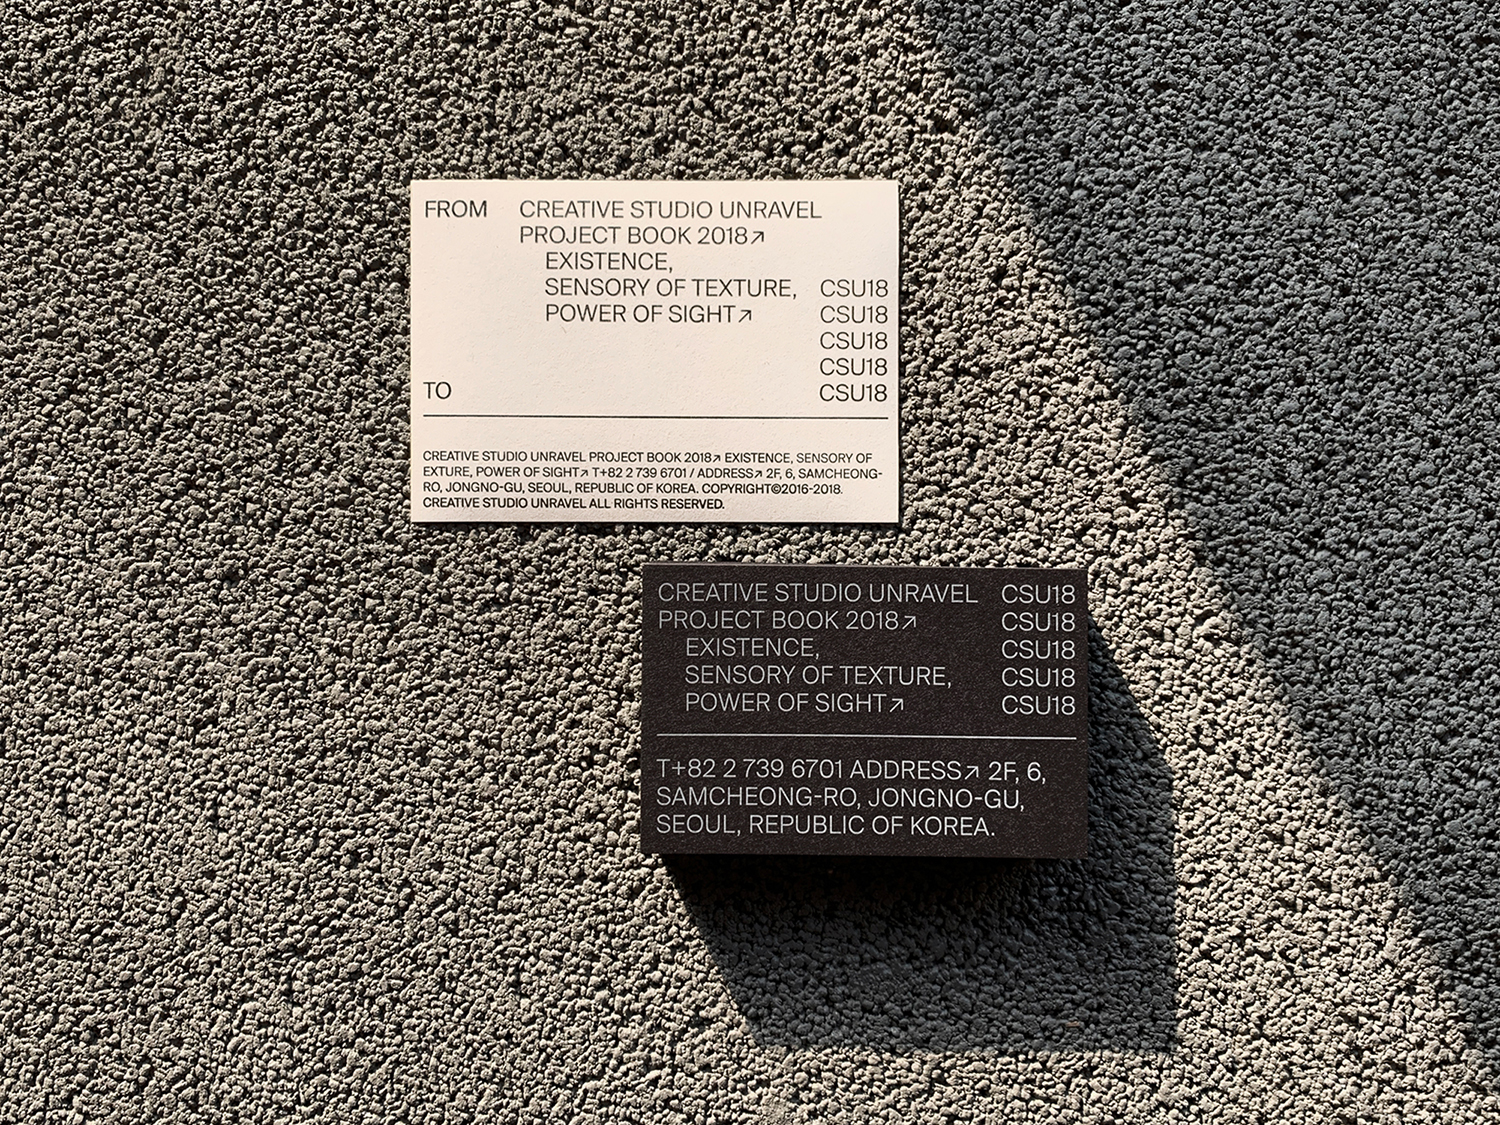 FROM CREATIVE STUDIO UNRAVEL
PROJECT BOOK 2018↗
EXISTENCE,
SENSORY OF TEXTURE, CSU18
POWER OF SIGHT↗ CSU18
CSU18
CSU18
TO CSU18
CREATIVE STUDIO UNRAVEL PROJECT BOOK 2018↗ EXISTENCE, SENSORY OF
EXTURE, POWER OF SIGHT↗ T+82 2 739 6701 / ADDRESS↗ 2F, 6, SAMCHEONG-
RO, JONGNO-GU, SEOUL, REPUBLIC OF KOREA. COPYRIGHT©2016-2018.
CREATIVE STUDIO UNRAVEL ALL RIGHTS RESERVED.
CREATIVE STUDIO UNRAVEL CSU18
PROJECT BOOK 2018↗ CSU18
EXISTENCE, CSU18
SENSORY OF TEXTURE, CSU18
POWER OF SIGHT↗ CSU18
T+82 2 739 6701 ADDRESS↗ 2F, 6,
SAMCHEONG-RO, JONGNO-GU,
SEOUL, REPUBLIC OF KOREA.